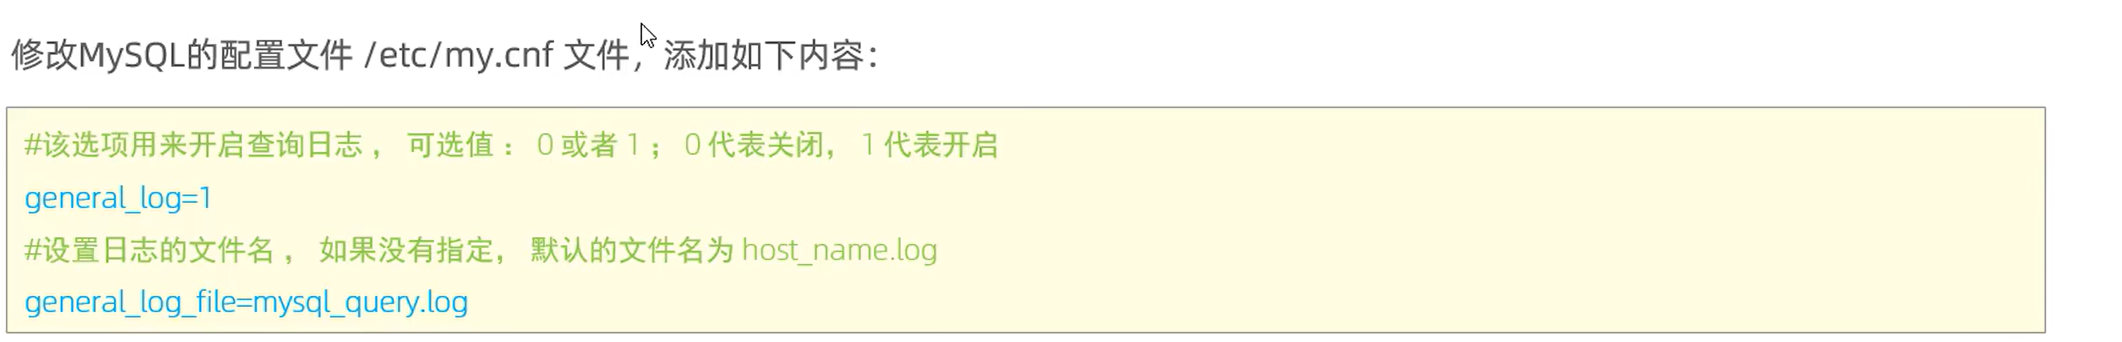 修改MySQL的配置文件 /etc/my.cnf 文件，添加如下内容：
#该选项用来开启查询日志 ， 可选值 ： 0 或者 1 ； 0 代表关闭， 1 代表开启
general_log=1
#设置日志的文件名 ， 如果没有指定， 默认的文件名为 host_name.log
general_log_file=mysql_query.log